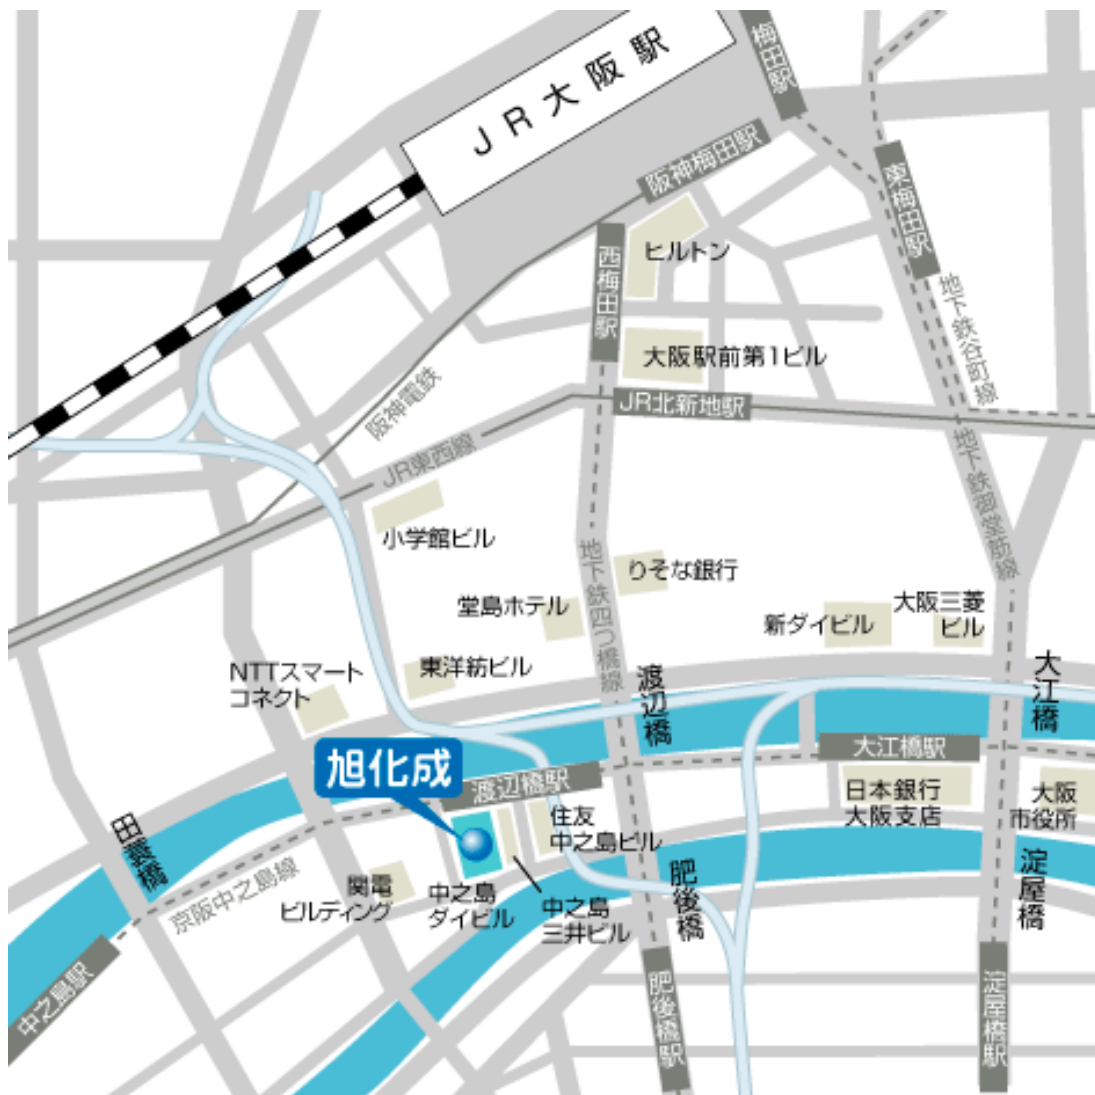 JR大阪駅
梅田駅
阪神梅田駅
東梅田駅
ヒルトン
西梅田駅
地下鉄谷町線
大阪駅前第1ビル
阪神電鉄
JR北新地駅
JR東西線
地下鉄御堂筋線
小学館ビル
地下鉄四つ橋線
りそな銀行
堂島ホテル
新ダイビル
大阪三菱
ビル
NTTスマート
コネクト
東洋紡ビル
渡辺橋
大江橋
旭化成
渡辺橋駅
大江橋駅
住友
中之島ビル
日本銀行
大阪支店
大阪
市役所
田蓑橋
京阪中之島線
関電
ビルディング
中之島
ダイビル
中之島
三井ビル
肥後橋
淀屋橋
中之島駅
肥後橋駅
淀屋橋駅